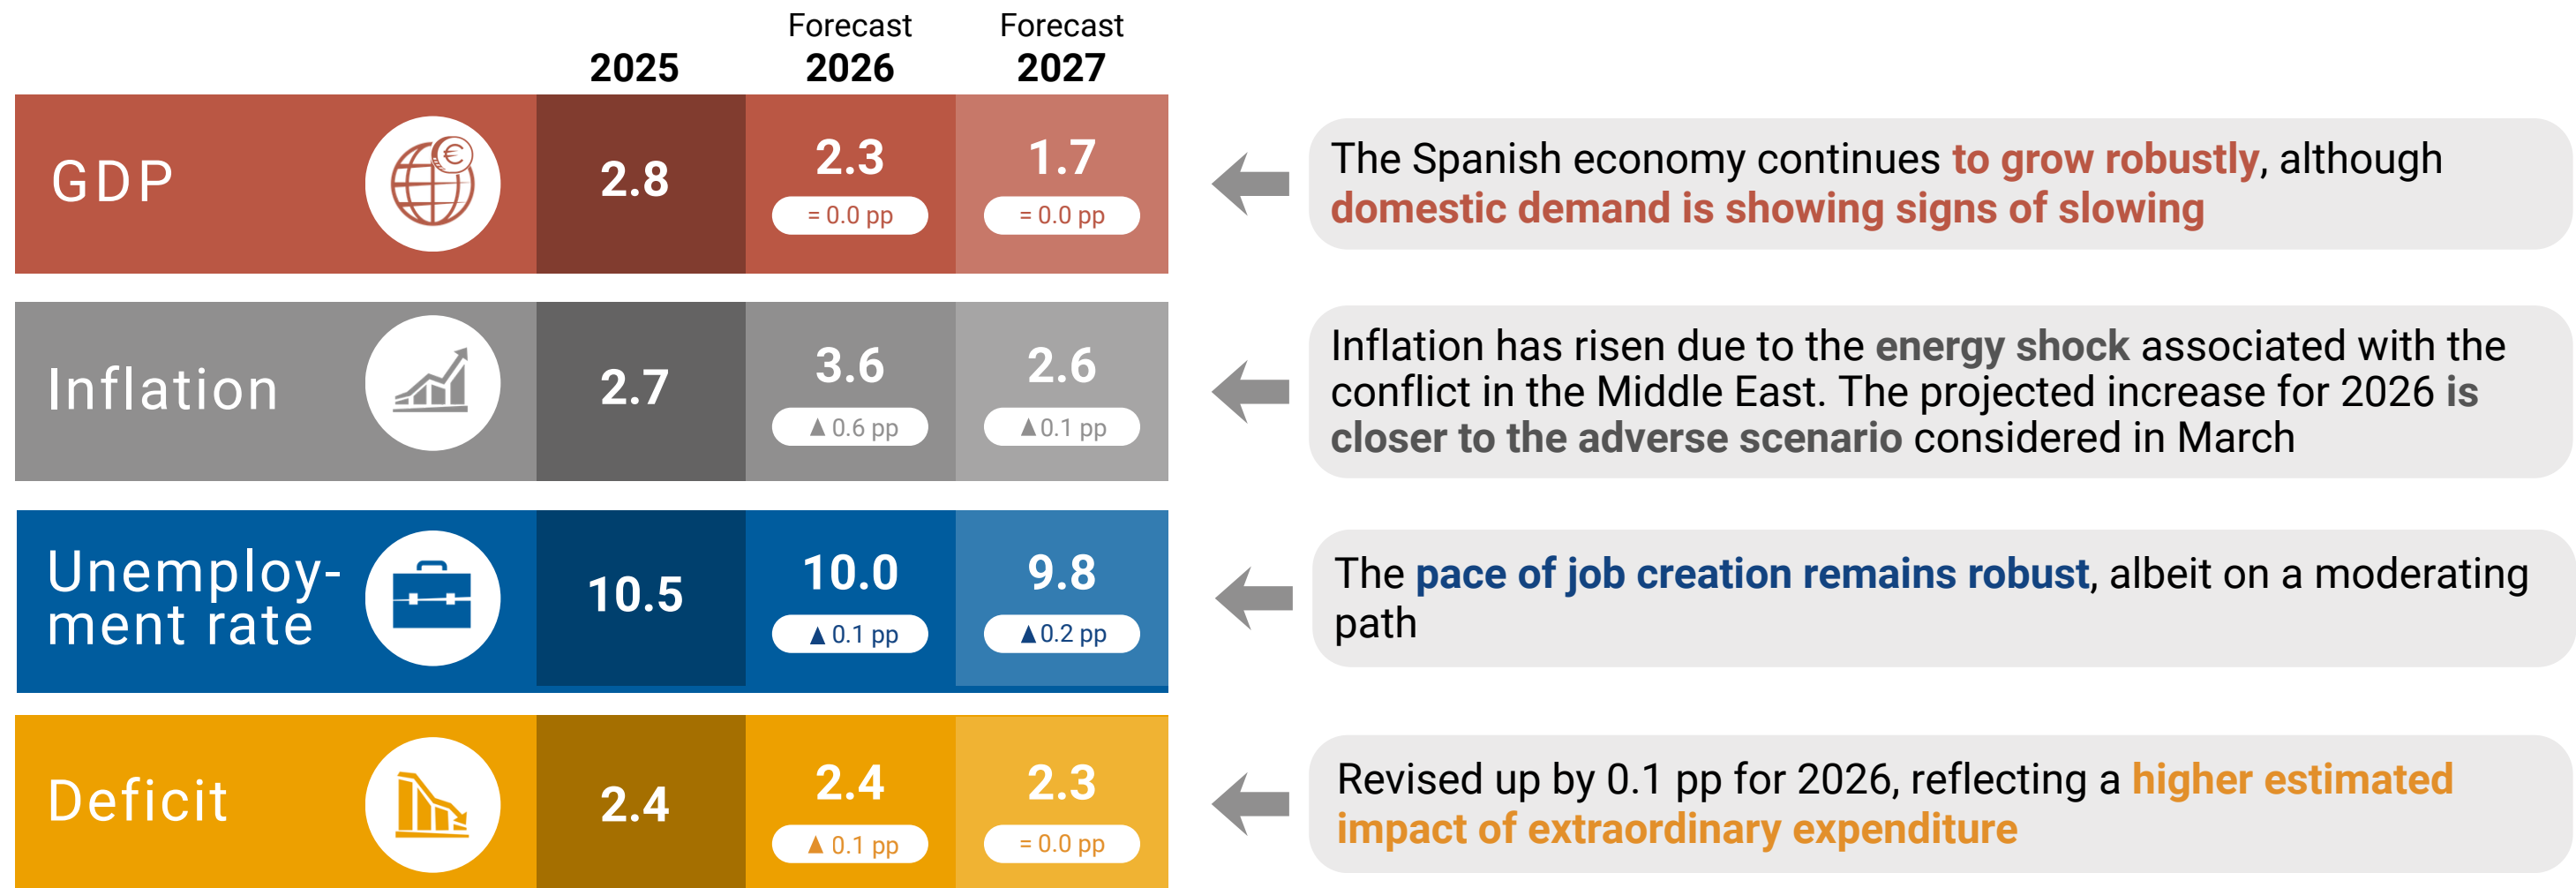 Forecast Forecast
2025 2026 2027
GDP
€
2.8
2.3
= 0.0 pp
1.7
= 0.0 pp
The Spanish economy continues to grow robustly, although
domestic demand is showing signs of slowing
Inflation
2.7
3.6
▲ 0.6 pp
2.6
▲ 0.1 pp
Inflation has risen due to the energy shock associated with the
conflict in the Middle East. The projected increase for 2026 is
closer to the adverse scenario considered in March
Unemploy-
ment rate
10.5
10.0
▲ 0.1 pp
9.8
▲ 0.2 pp
The pace of job creation remains robust, albeit on a moderating
path
Deficit
2.4
2.4
▲ 0.1 pp
2.3
= 0.0 pp
Revised up by 0.1 pp for 2026, reflecting a higher estimated
impact of extraordinary expenditure